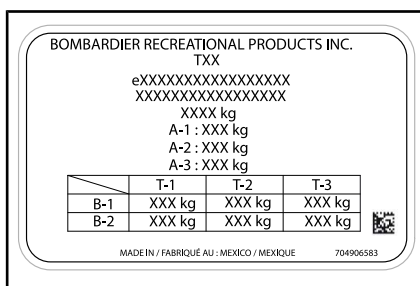 BOMBARDIER RECREATIONAL PRODUCTS INC.
TXX
eXXXXXXXXXXXXXXXXX
XXXXXXXXXXXXXXXXX
XXXX kg
A-1 : XXX kg
A-2 : XXX kg
A-3 : XXX kg
T-1 T-2 T-3
B-1 XXX kg XXX kg XXX kg
B-2 XXX kg XXX kg XXX kg
MADE IN / FABRIQUÉ AU : MEXICO / MEXIQUE 704906583